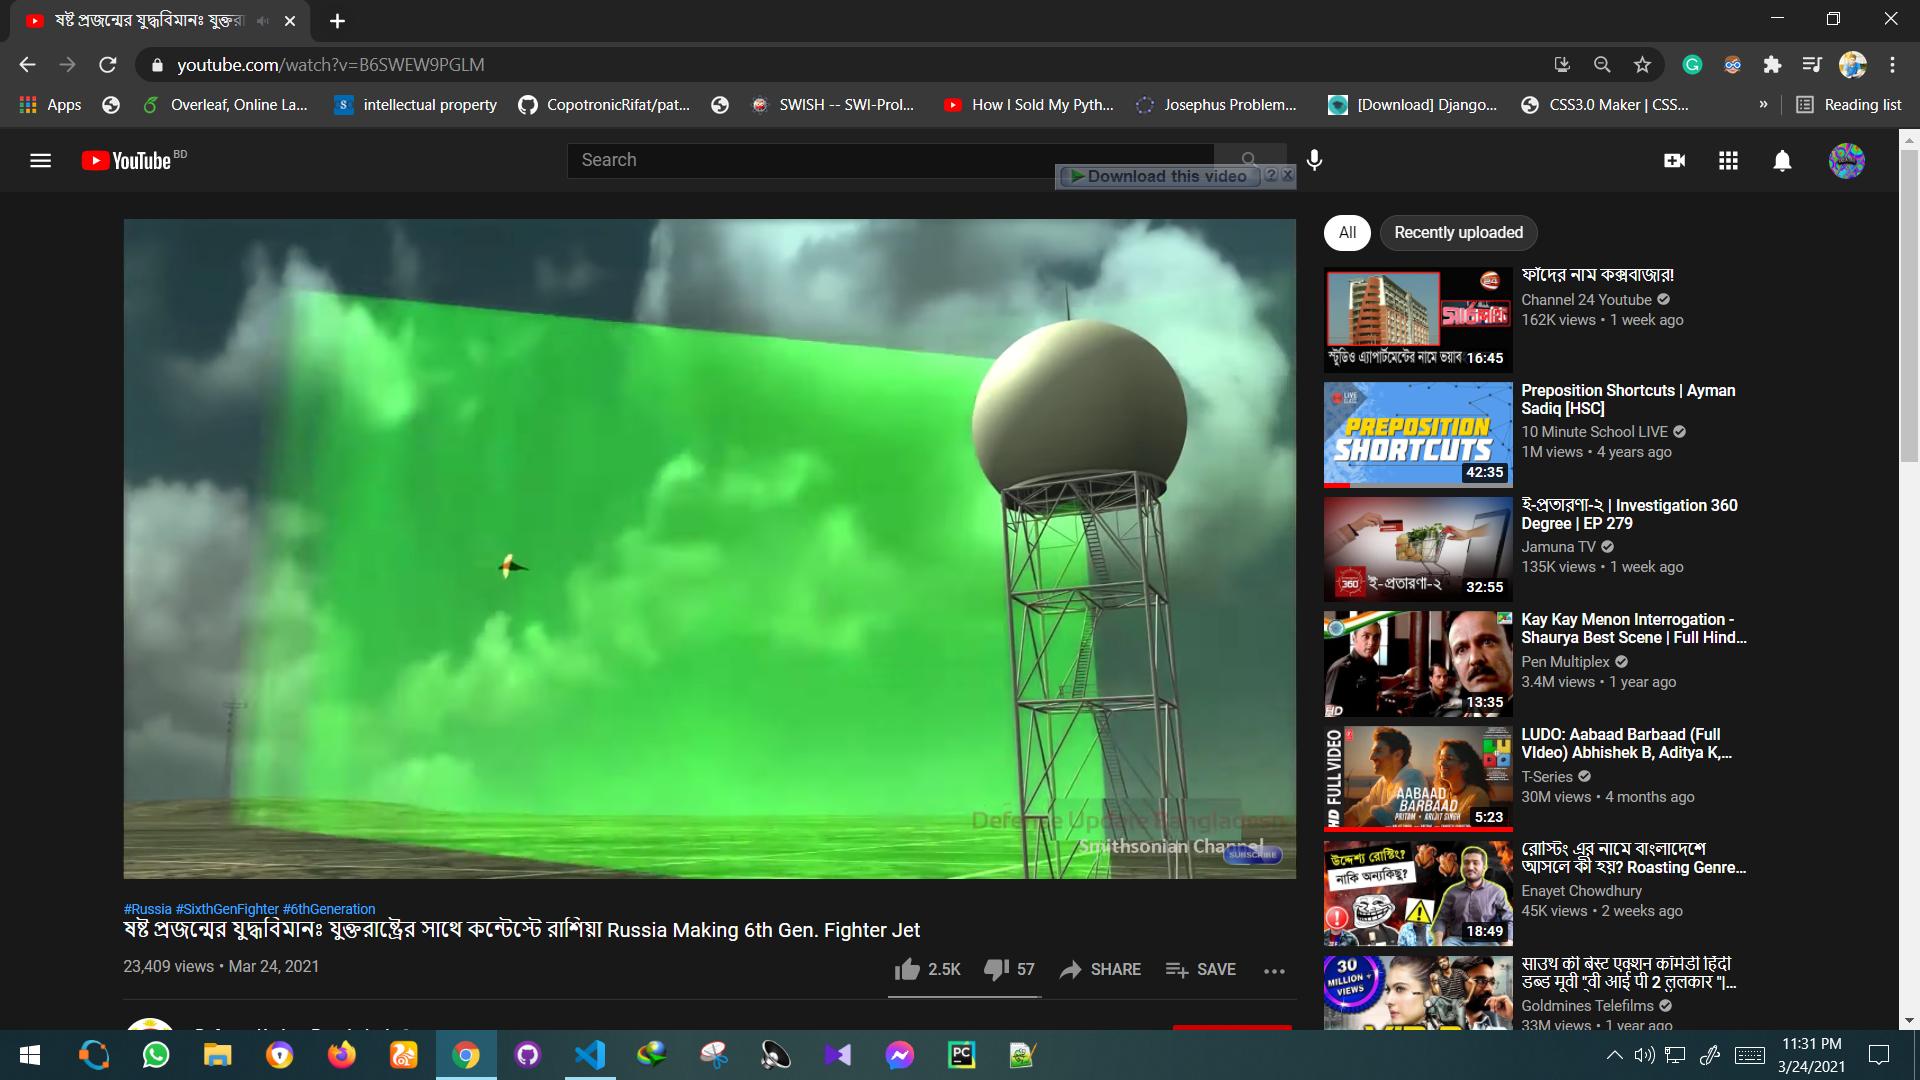 ষষ্ট প্রজন্মের যুদ্ধবিমানঃ যুক্তরা
youtube.com/watch?v=B6SWEW9PGLM
Apps
Overleaf, Online La...
intellectual property
CopotronicRifat/pat...
SWISH -- SWI-Prol...
How I Sold My Pyth...
Josephus Problem...
[Download] Django...
CSS3.0 Maker | CSS...
»
Reading list
YouTube BD
Search
Download this video ? X
All
Recently uploaded
Defense Update Bangladesh
Smithsonian Channel
SUBSCRIBE
#Russia #SixthGenFighter #6thGeneration
ষষ্ট প্রজন্মের যুদ্ধবিমানঃ যুক্তরাষ্ট্রের সাথে কন্টেস্টে রাশিয়া Russia Making 6th Gen. Fighter Jet
23,409 views • Mar 24, 2021
2.5K
57
SHARE
SAVE
24
সার্চলাইট
স্টুডিও এ্যাপার্টমেন্টের নামে ভয়াব
16:45
ফাঁদের নাম কক্সবাজার!
Channel 24 Youtube
162K views • 1 week ago
LIVE
PREPOSITION
SHORTCUTS
42:35
Preposition Shortcuts | Ayman
Sadiq [HSC]
10 Minute School LIVE
1M views • 4 years ago
360
ই-প্রতারণা-২
32:55
ই-প্রতারণা-২ | Investigation 360
Degree | EP 279
Jamuna TV
135K views • 1 week ago
HD
13:35
Kay Kay Menon Interrogation -
Shaurya Best Scene | Full Hind...
Pen Multiplex
3.4M views • 1 year ago
HD FULL VIDEO
AABAAD
BARBAAD
PRITAM • ARIJIT SINGH
5:23
LUDO: Aabaad Barbaad (Full
VIdeo) Abhishek B, Aditya K,...
T-Series
30M views • 4 months ago
উদ্দেশ্য রোস্টিং?
নাকি অন্যকিছু?
18:49
রোস্টিং এর নামে বাংলাদেশে
আসলে কী হয়? Roasting Genre...
Enayet Chowdhury
45K views • 2 weeks ago
30
MILLION +
VIEWS
साउथ की बेस्ट एक्शन कॉमेडी हिंदी
डब्ड मूवी "वी आई पी 2 ललकार "|...
Goldmines Telefilms
33M views • 1 year ago
PC
11:31 PM
3/24/2021